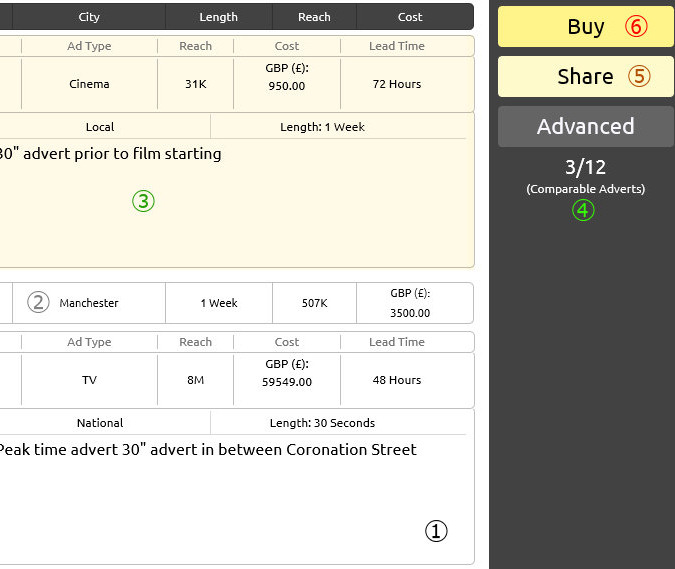 City Length Reach Cost
Ad Type Reach Cost Lead Time
Cinema 31K GBP (£): 950.00 72 Hours
Local Length: 1 Week
30" advert prior to film starting
③
② Manchester 1 Week 507K GBP (£): 3500.00
Ad Type Reach Cost Lead Time
TV 8M GBP (£): 59549.00 48 Hours
National Length: 30 Seconds
Peak time advert 30" advert in between Coronation Street
①
Buy ⑥
Share ⑤
Advanced
3/12
(Comparable Adverts)
④